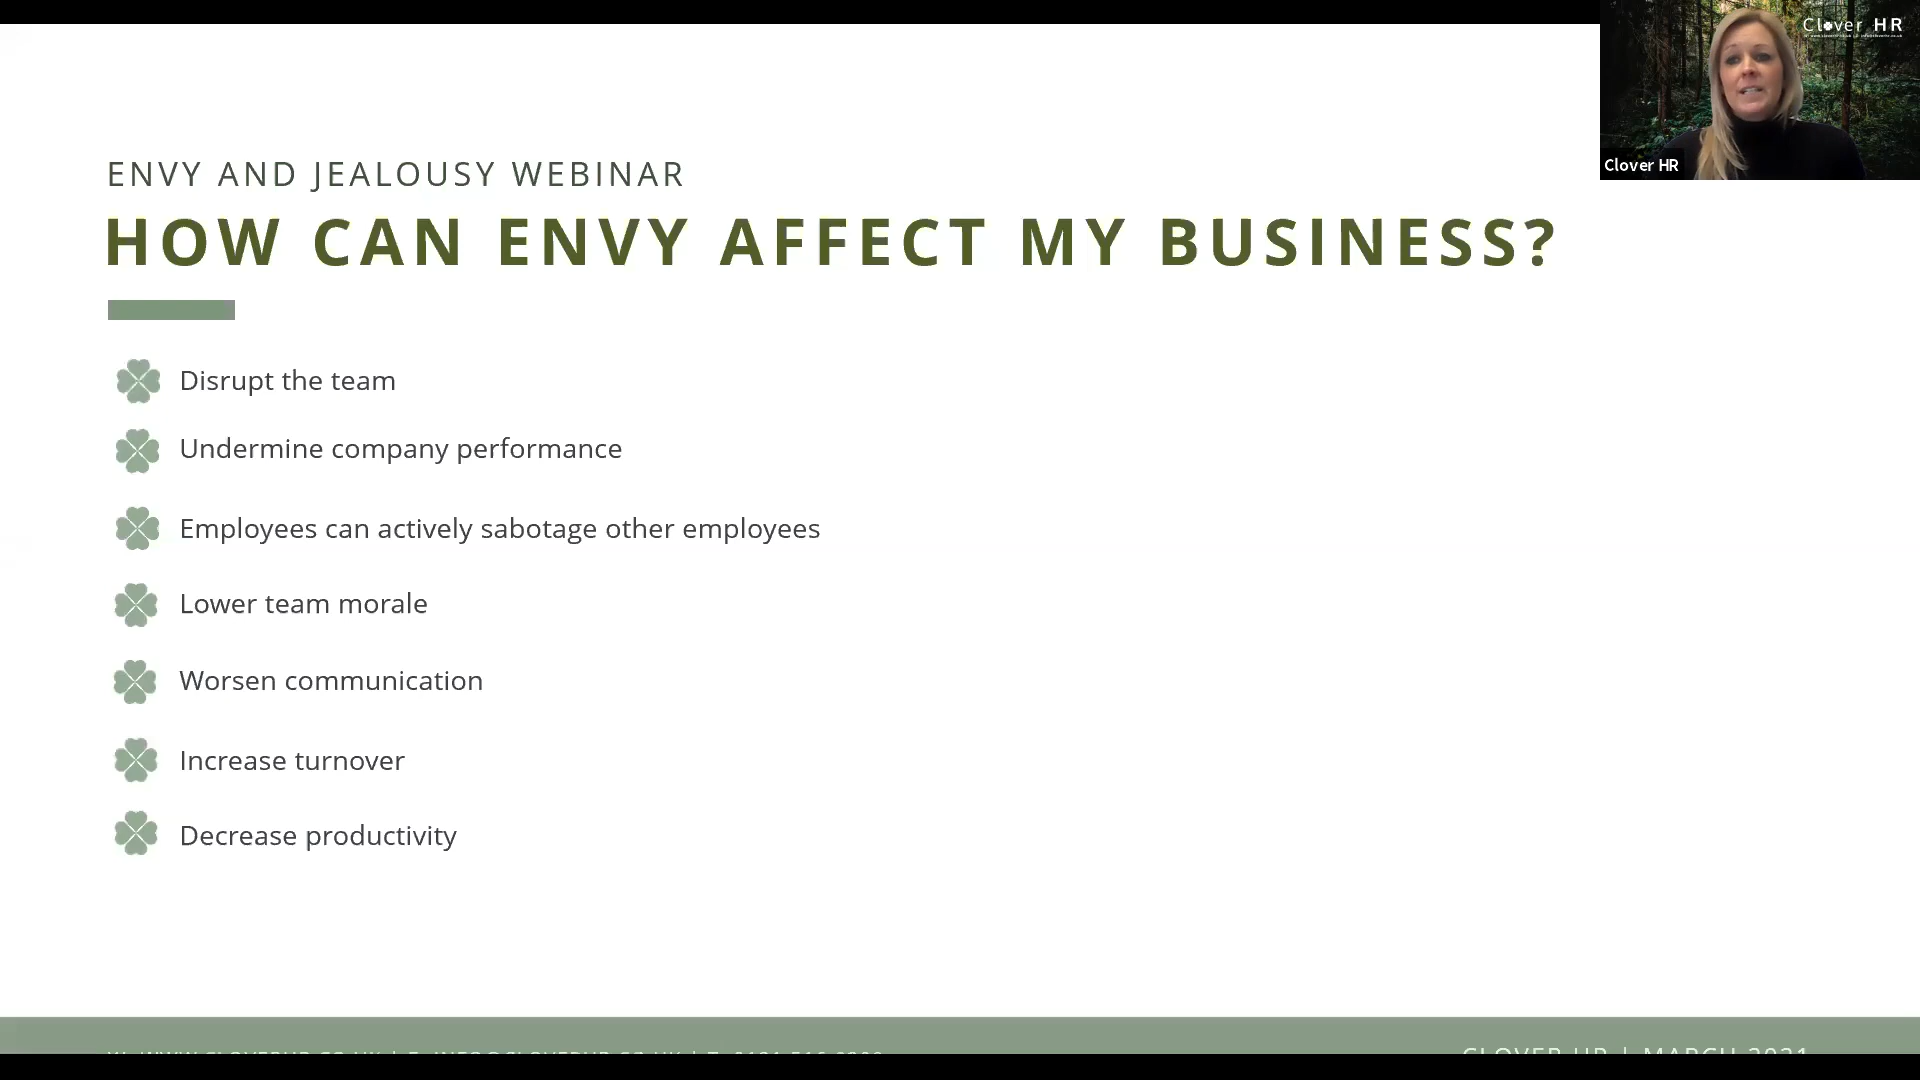 Clover HR
Clover HR
ENVY AND JEALOUSY WEBINAR
HOW CAN ENVY AFFECT MY BUSINESS?
Disrupt the team
Undermine company performance
Employees can actively sabotage other employees
Lower team morale
Worsen communication
Increase turnover
Decrease productivity
CLOVER HR | MARCH 2021